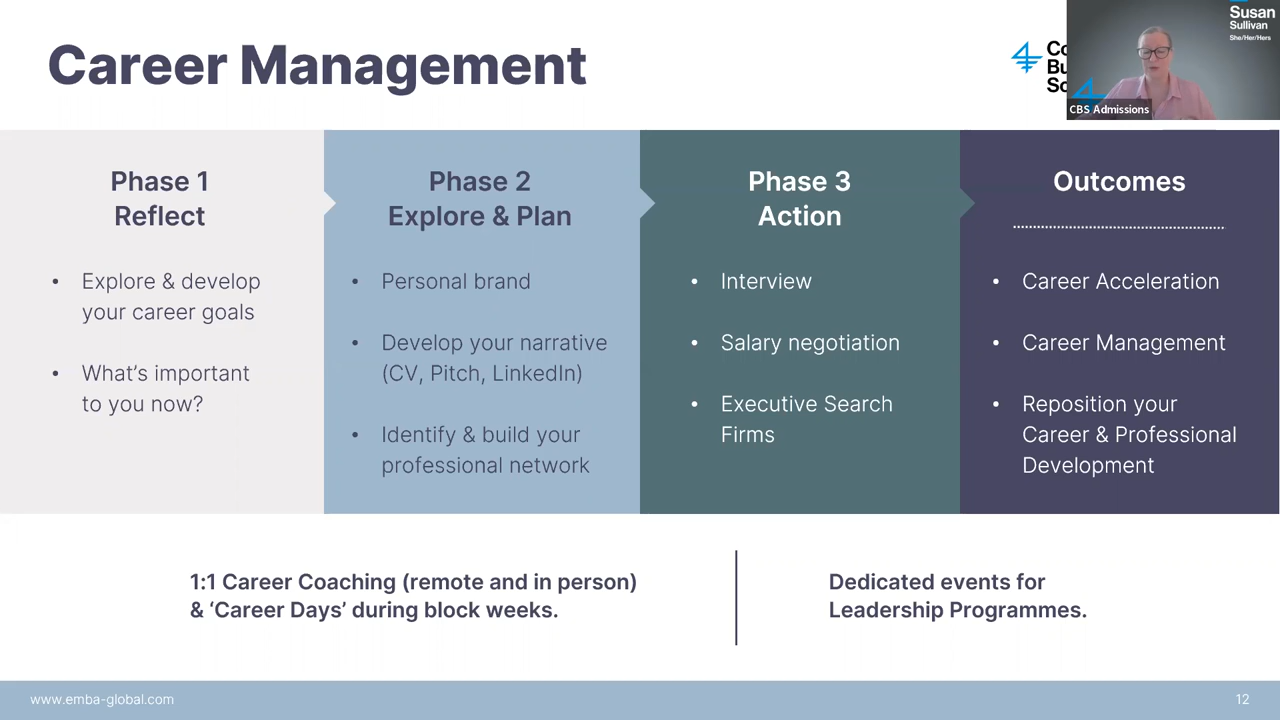 Career Management
Susan
Sullivan
She/Her/Hers
CBS Admissions
Phase 1
Reflect
• Explore & develop
your career goals
• What's important
to you now?
Phase 2
Explore & Plan
• Personal brand
• Develop your narrative
(CV, Pitch, LinkedIn)
• Identify & build your
professional network
Phase 3
Action
• Interview
• Salary negotiation
• Executive Search
Firms
Outcomes
• Career Acceleration
• Career Management
• Reposition your
Career & Professional
Development
1:1 Career Coaching (remote and in person)
& ‘Career Days’ during block weeks.
Dedicated events for
Leadership Programmes.
www.emba-global.com
12